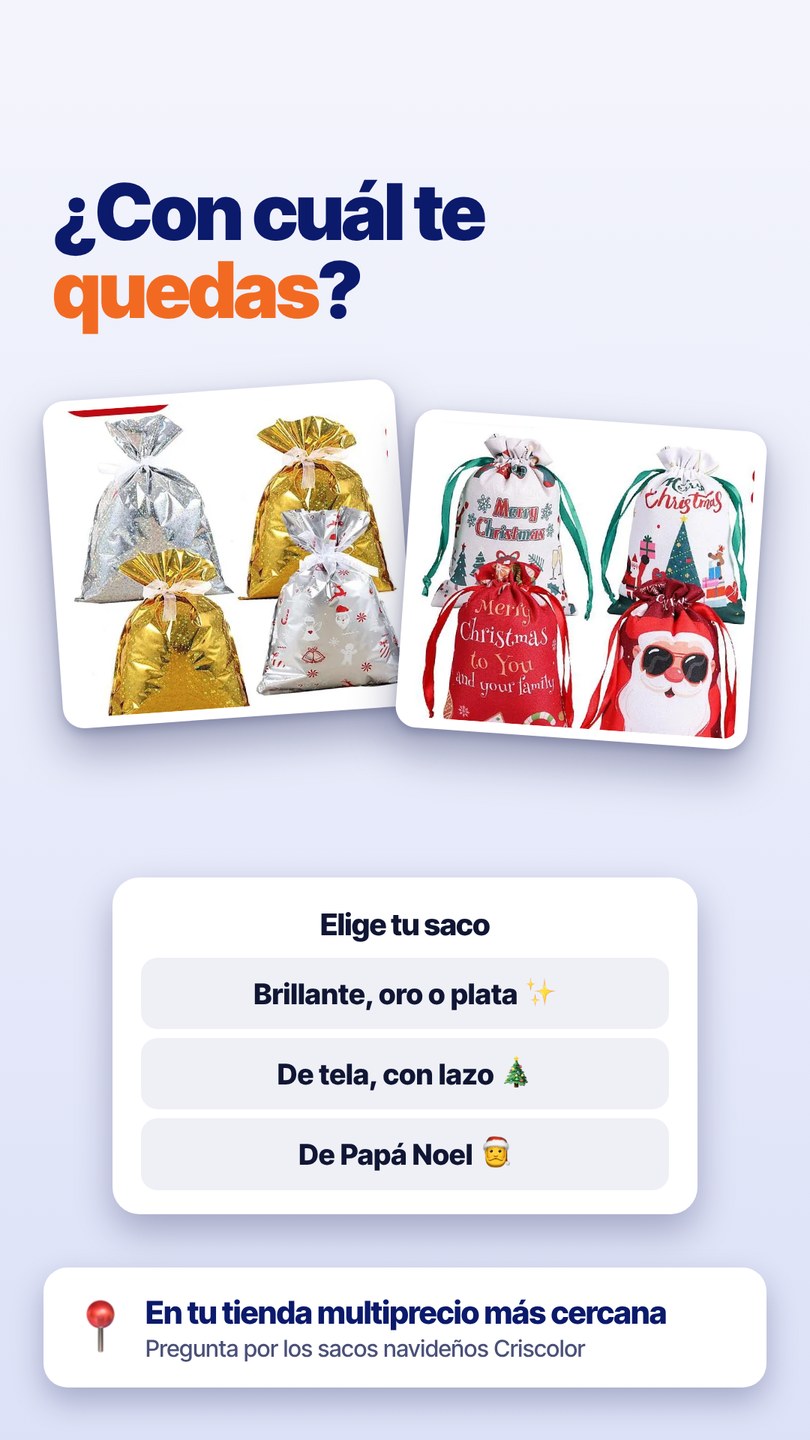 ¿Con cuál te
quedas?
Merry
Christmas
Merry
Christmas
Merry
Christmas
to You
and your family
Elige tu saco
Brillante, oro o plata ✨
De tela, con lazo 🎄
De Papá Noel 🎅
📍 En tu tienda multiprecio más cercana
Pregunta por los sacos navideños Criscolor